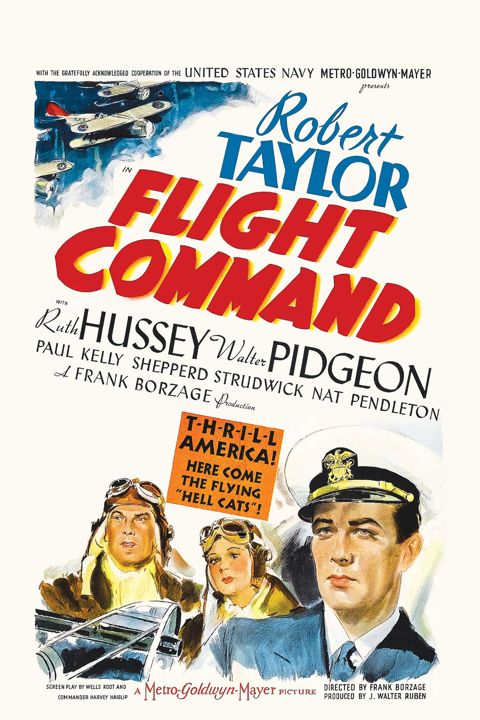 WITH THE GRATEFULLY ACKNOWLEDGED COOPERATION OF THE UNITED STATES NAVY METRO-GOLDWYN-MAYER
presents
Robert
TAYLOR
IN
FLIGHT
COMMAND
WITH
Ruth HUSSEY Walter PIDGEON
PAUL KELLY SHEPPERD STRUDWICK NAT PENDLETON
A FRANK BORZAGE Production
T-H-R-I-L-L
AMERICA!
HERE COME
THE FLYING
"HELL CATS"!
SCREEN PLAY BY WELLS ROOT AND
COMMANDER HARVEY HAISLIP
A Metro-Goldwyn-Mayer PICTURE
DIRECTED BY FRANK BORZAGE
PRODUCED BY J. WALTER RUBEN